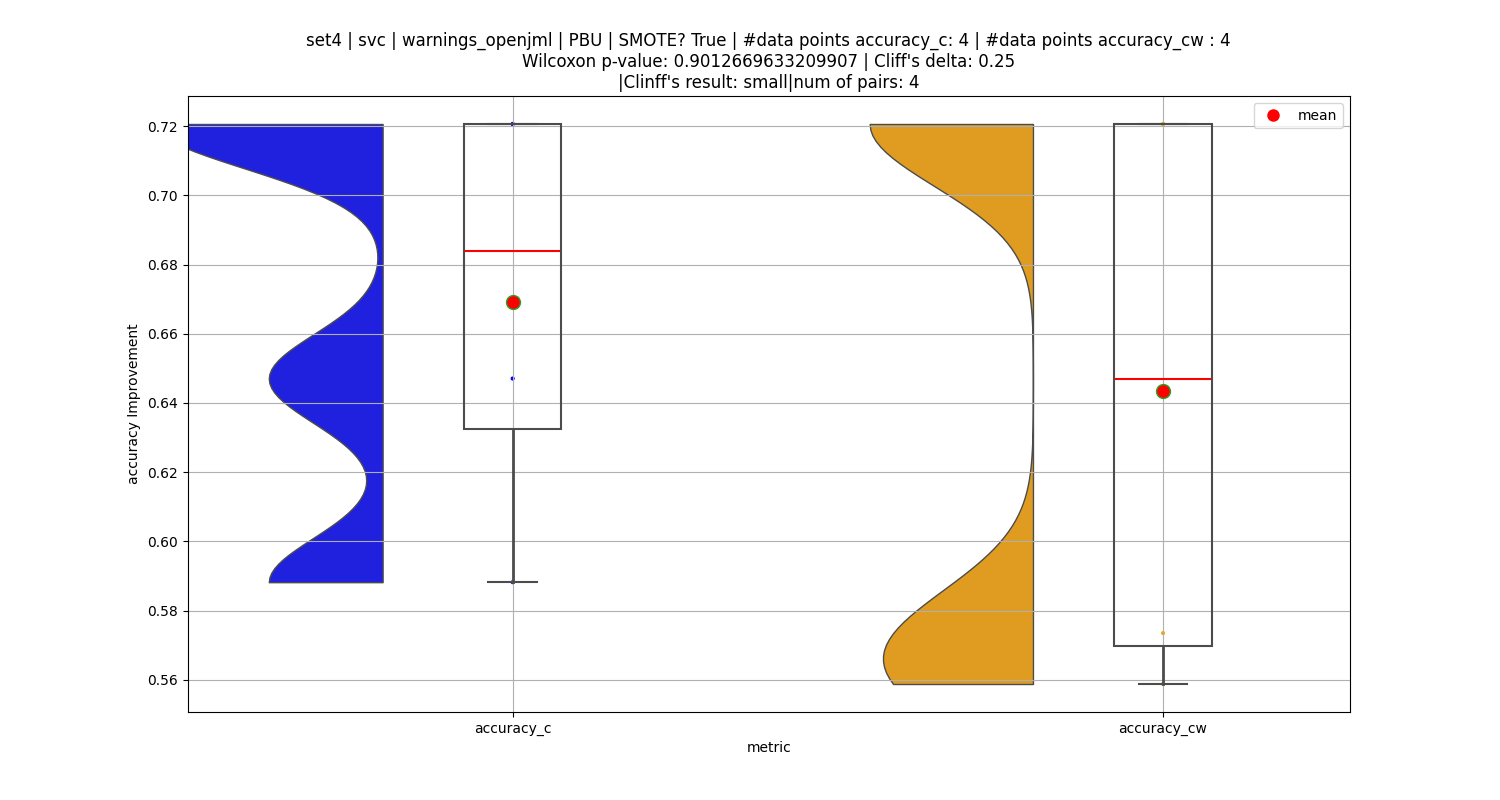 set4 | svc | warnings_openjml | PBU | SMOTE? True | #data points accuracy_c: 4 | #data points accuracy_cw : 4
Wilcoxon p-value: 0.9012669633209907 | Cliff's delta: 0.25
|Clinff's result: small|num of pairs: 4
mean
0.72
0.70
0.68
0.66
0.64
0.62
0.60
0.58
0.56
accuracy Improvement
accuracy_c
accuracy_cw
metric